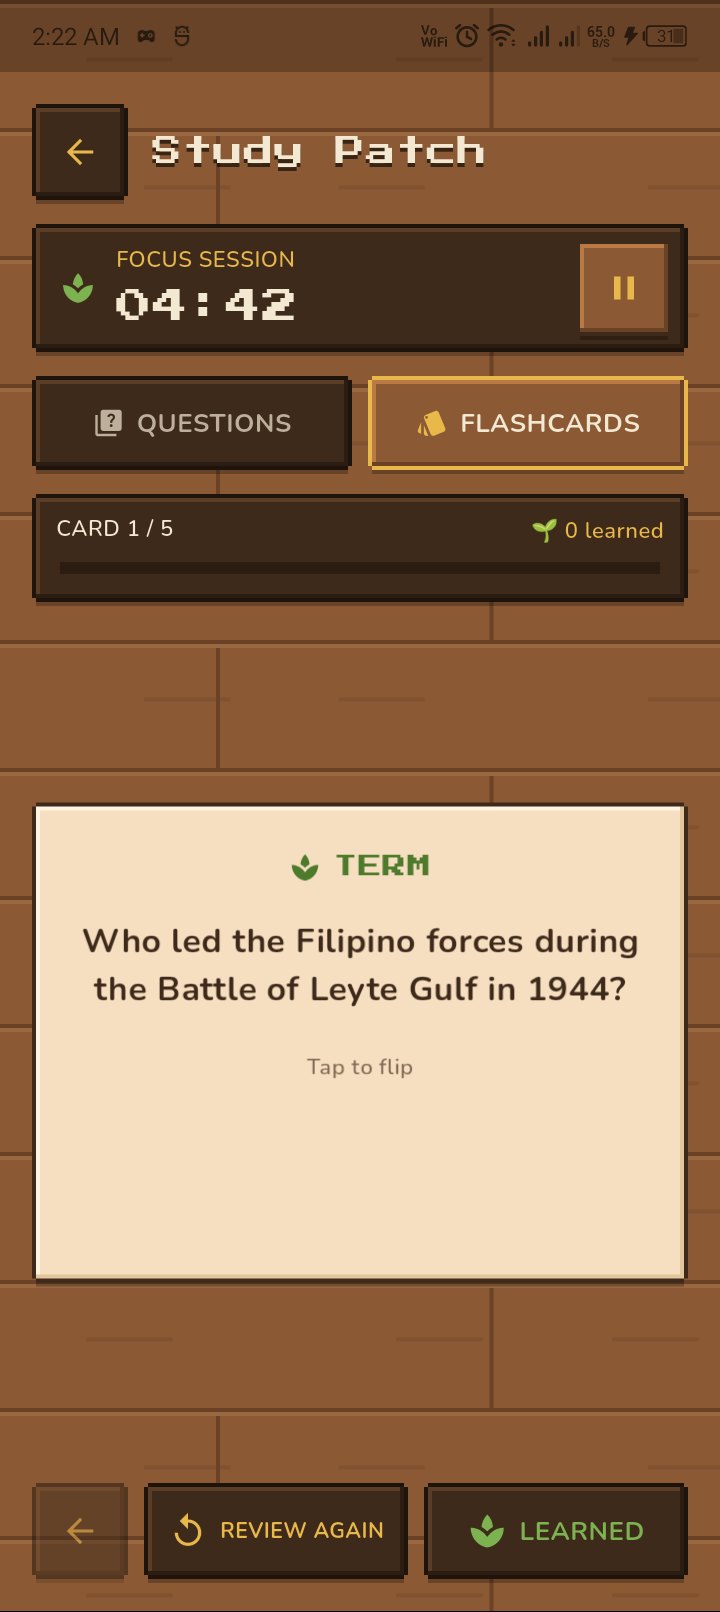 2:22 AM
Vo WiFi
65.0 B/S
31
Study Patch
FOCUS SESSION
04:42
QUESTIONS
FLASHCARDS
CARD 1 / 5
🌱 0 learned
TERM
Who led the Filipino forces during
the Battle of Leyte Gulf in 1944?
Tap to flip
REVIEW AGAIN
LEARNED